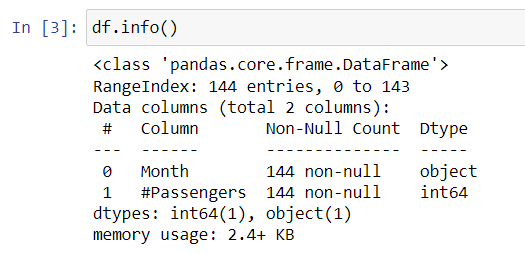 In [3]: df.info()
<class 'pandas.core.frame.DataFrame'>
RangeIndex: 144 entries, 0 to 143
Data columns (total 2 columns):
 #   Column       Non-Null Count  Dtype
---  ------       --------------  -----
 0   Month        144 non-null    object
 1   #Passengers  144 non-null    int64
dtypes: int64(1), object(1)
memory usage: 2.4+ KB